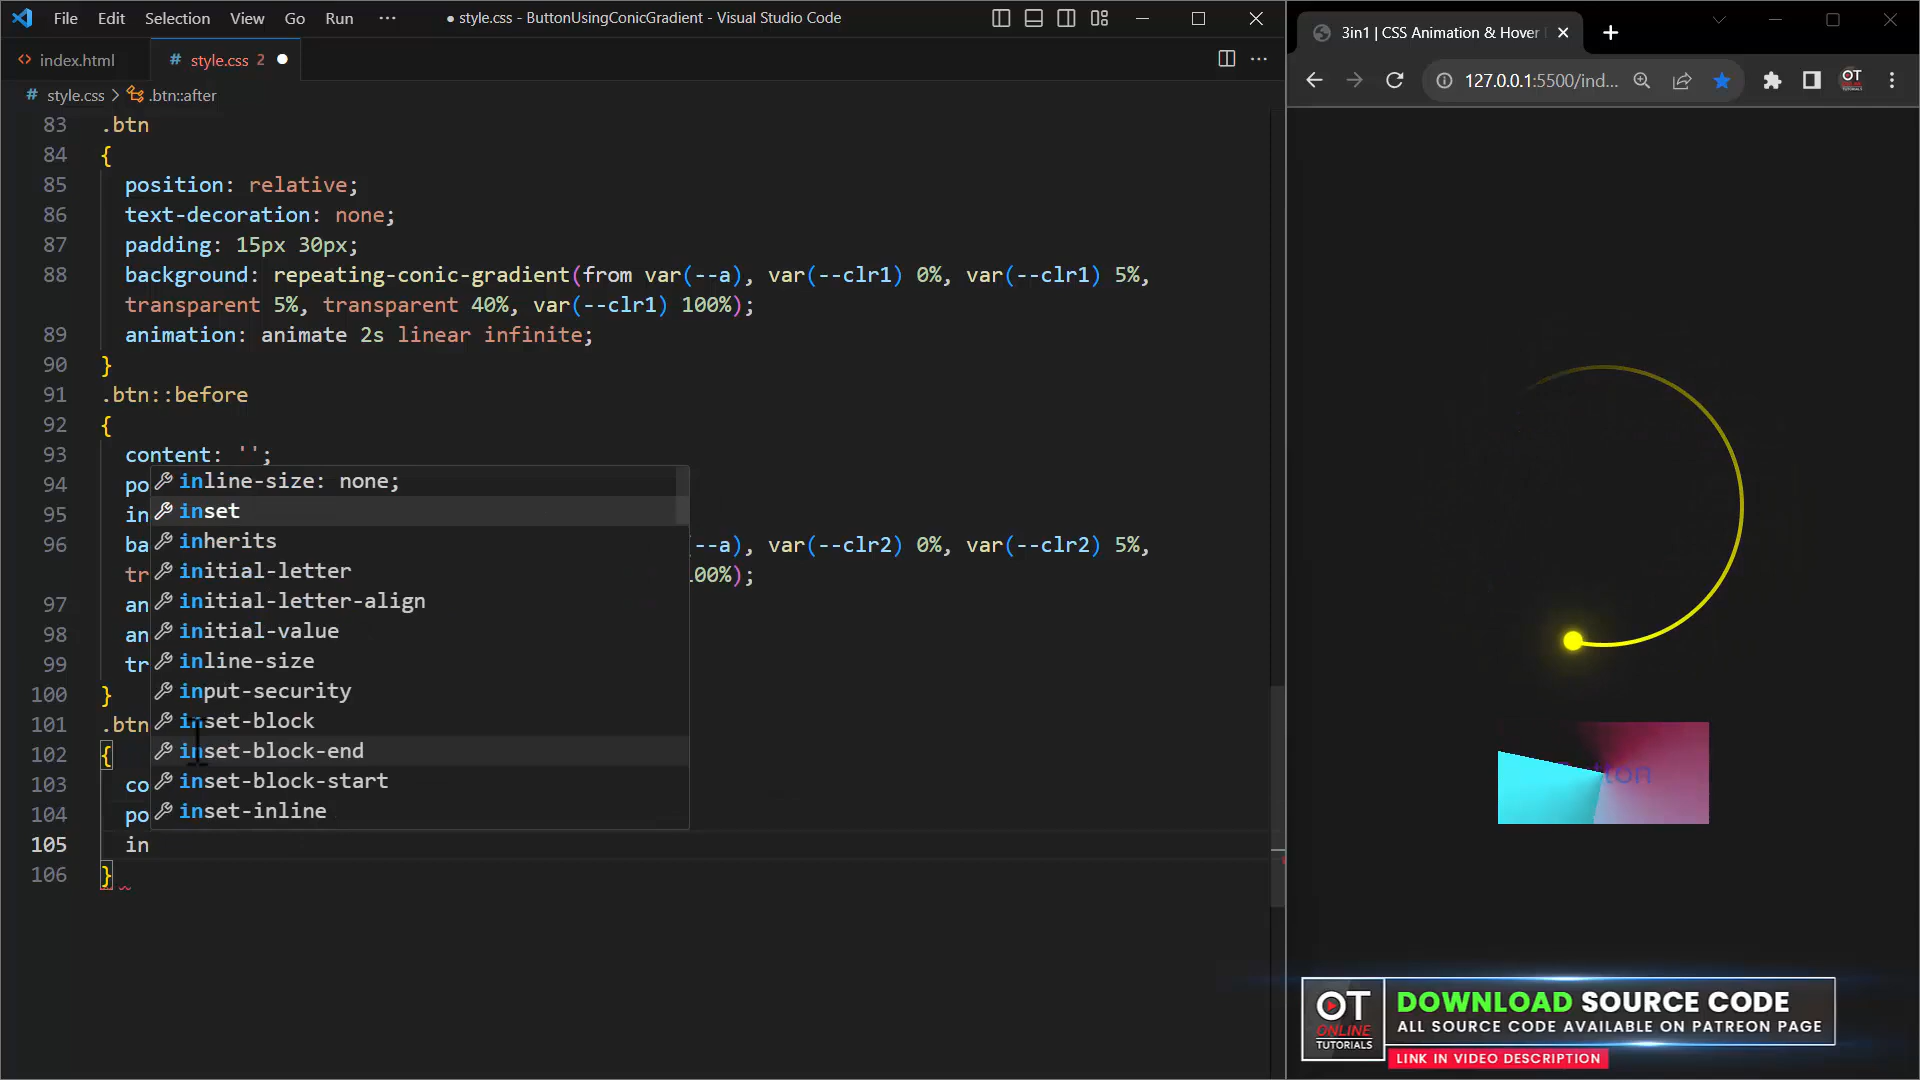 File Edit Selection View Go Run ··· ● style.css - ButtonUsingConicGradient - Visual Studio Code
<> index.html # style.css 2
# style.css > .btn::after
83 .btn
84 {
85 position: relative;
86 text-decoration: none;
87 padding: 15px 30px;
88 background: repeating-conic-gradient(from var(--a), var(--clr1) 0%, var(--clr1) 5%,
transparent 5%, transparent 40%, var(--clr1) 100%);
89 animation: animate 2s linear infinite;
90 }
91 .btn::before
92 {
93 content: '';
94 po
95 in
96 ba --a), var(--clr2) 0%, var(--clr2) 5%,
tr 100%);
97 an
98 an
99 tr
100 }
101 .btn
102 {
103 co
104 po
105 in
106 }
inline-size: none;
inset
inherits
initial-letter
initial-letter-align
initial-value
inline-size
input-security
inset-block
inset-block-end
inset-block-start
inset-inline
3in1 | CSS Animation & Hover
127.0.0.1:5500/ind...
OT
TUTORIALS
OT
ONLINE
TUTORIALS
DOWNLOAD SOURCE CODE
ALL SOURCE CODE AVAILABLE ON PATREON PAGE
LINK IN VIDEO DESCRIPTION